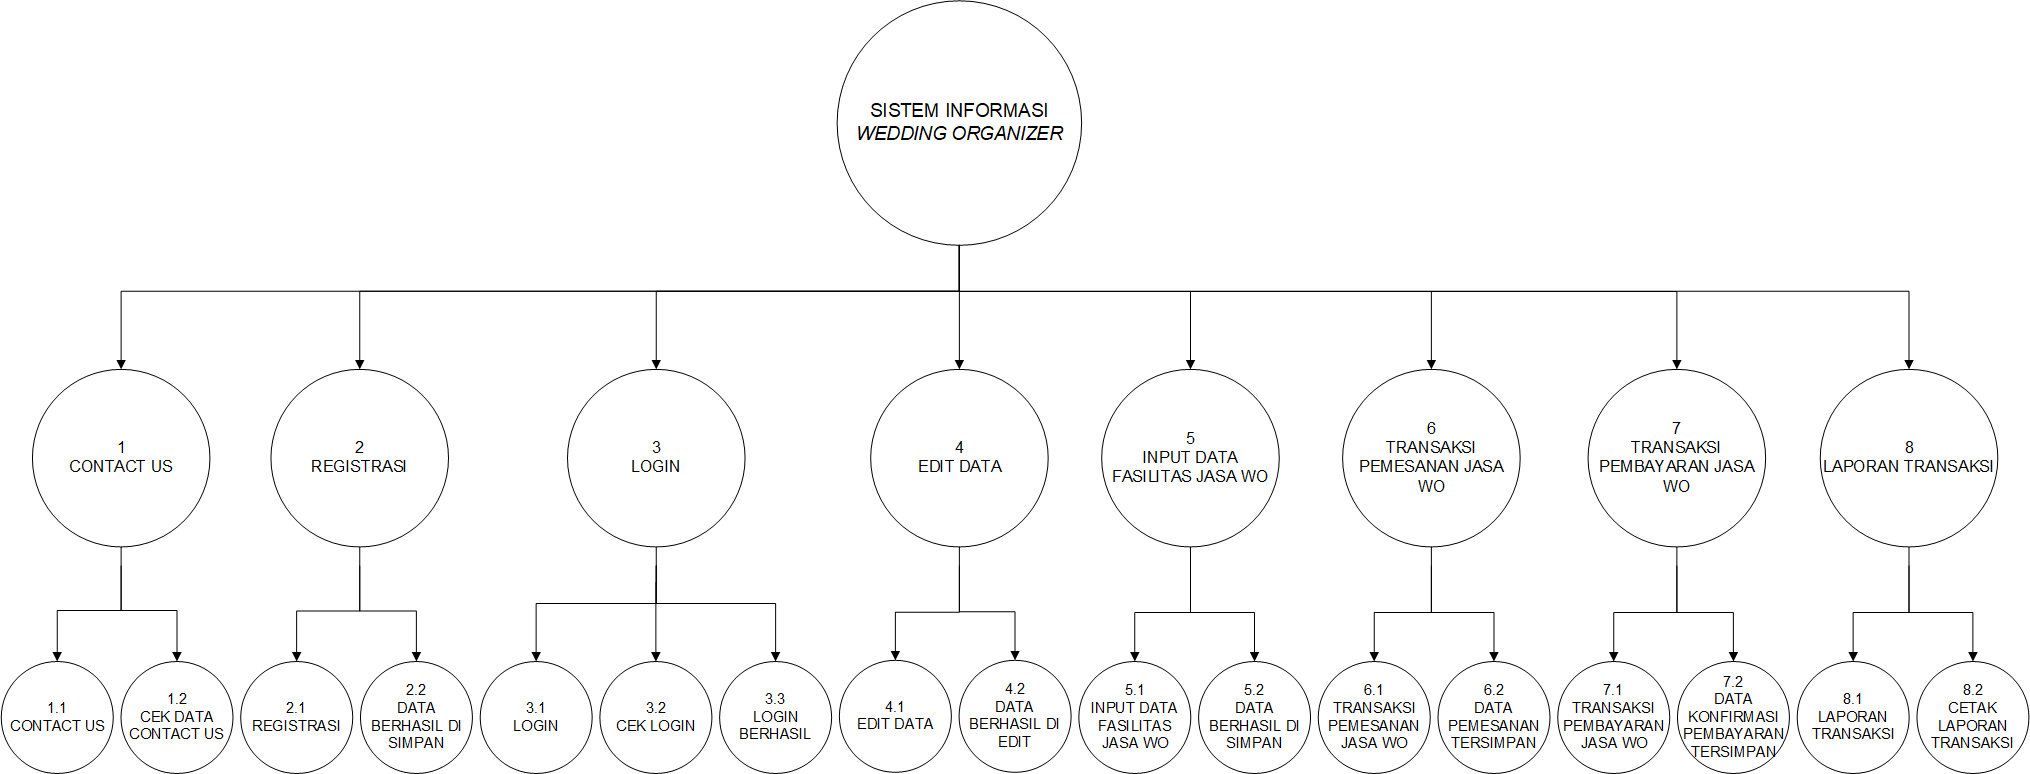 SISTEM INFORMASI
WEDDING ORGANIZER
1
CONTACT US
2
REGISTRASI
3
LOGIN
4
EDIT DATA
5
INPUT DATA
FASILITAS JASA WO
6
TRANSAKSI
PEMESANAN JASA
WO
7
TRANSAKSI
PEMBAYARAN JASA
WO
8
LAPORAN TRANSAKSI
1.1
CONTACT US
1.2
CEK DATA
CONTACT US
2.1
REGISTRASI
2.2
DATA
BERHASIL DI
SIMPAN
3.1
LOGIN
3.2
CEK LOGIN
3.3
LOGIN
BERHASIL
4.1
EDIT DATA
4.2
DATA
BERHASIL DI
EDIT
5.1
INPUT DATA
FASILITAS
JASA WO
5.2
DATA
BERHASIL DI
SIMPAN
6.1
TRANSAKSI
PEMESANAN
JASA WO
6.2
DATA
PEMESANAN
TERSIMPAN
7.1
TRANSAKSI
PEMBAYARAN
JASA WO
7.2
DATA
KONFIRMASI
PEMBAYARAN
TERSIMPAN
8.1
LAPORAN
TRANSAKSI
8.2
CETAK
LAPORAN
TRANSAKSI